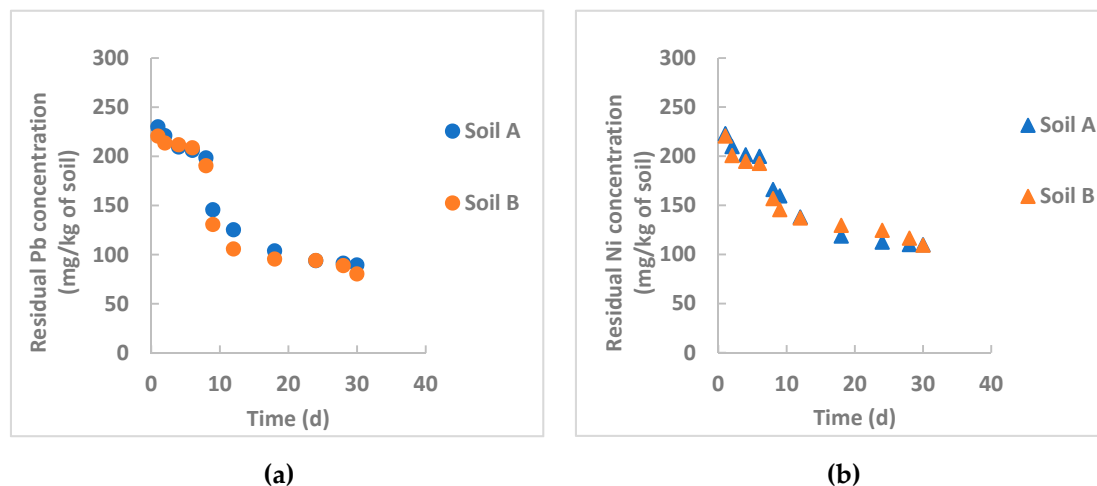 300
250
200
150
100
50
0
Residual Pb concentration
(mg/kg of soil)
0 10 20 30 40
Time (d)
Soil A
Soil B
(a)
300
250
200
150
100
50
0
Residual Ni concentration
(mg/kg of soil)
0 10 20 30 40
Time (d)
Soil A
Soil B
(b)